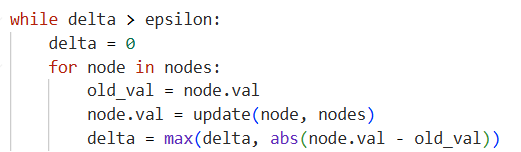 while delta > epsilon:
    delta = 0
    for node in nodes:
        old_val = node.val
        node.val = update(node, nodes)
        delta = max(delta, abs(node.val - old_val))